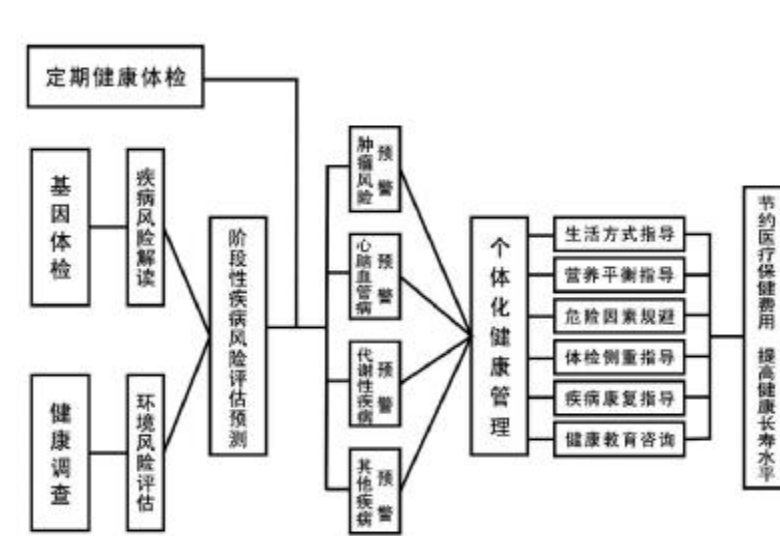 定期健康体检
基因体检
疾病风险解读
健康调查
环境风险评估
阶段性疾病风险评估预测
肿瘤风险
预警
心脑血管病
预警
代谢性疾病
预警
其他疾病
预警
个体化健康管理
生活方式指导
营养平衡指导
危险因素规避
体检侧重指导
疾病康复指导
健康教育咨询
节约医疗保健费用 提高健康长寿水平